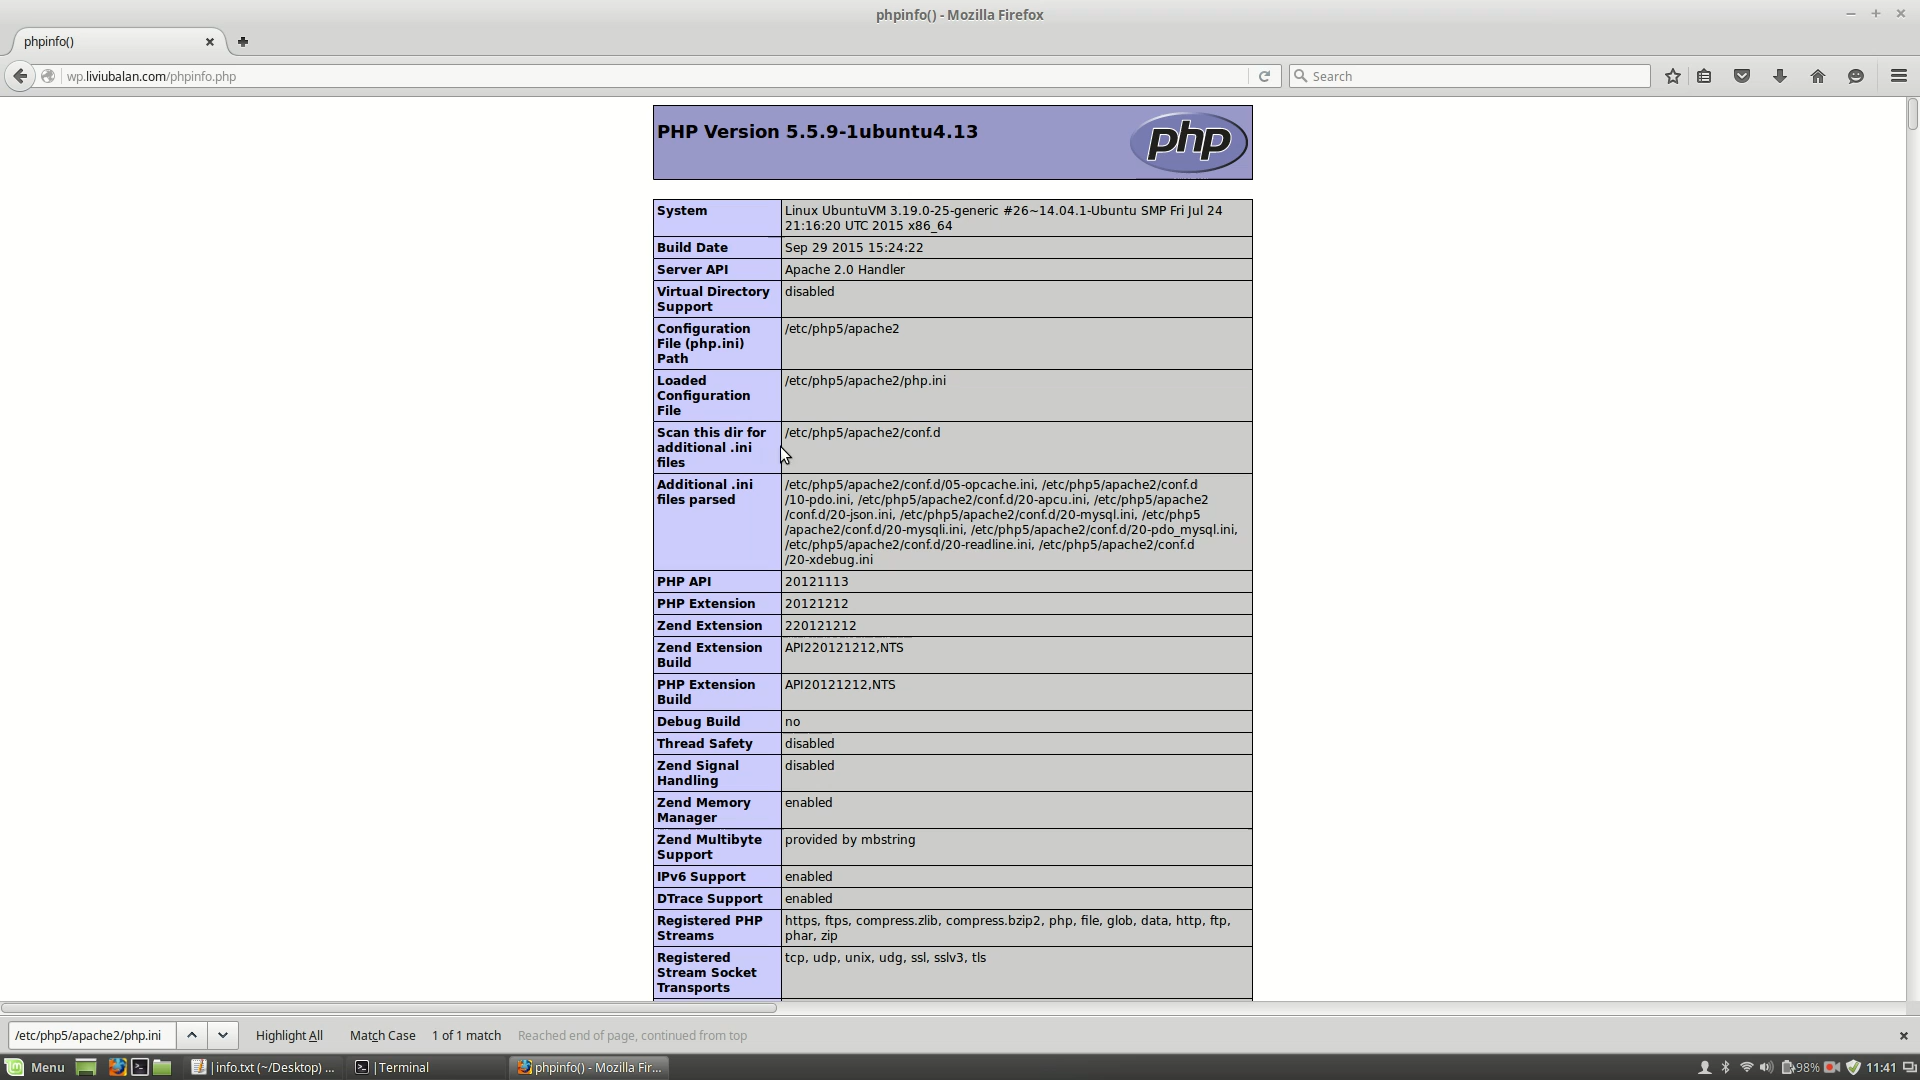 phpinfo() - Mozilla Firefox
phpinfo()
wp.liviubalan.com/phpinfo.php
Search
PHP Version 5.5.9-1ubuntu4.13
php
System
Linux UbuntuVM 3.19.0-25-generic #26~14.04.1-Ubuntu SMP Fri Jul 24
21:16:20 UTC 2015 x86_64
Build Date
Sep 29 2015 15:24:22
Server API
Apache 2.0 Handler
Virtual Directory
Support
disabled
Configuration
File (php.ini)
Path
/etc/php5/apache2
Loaded
Configuration
File
/etc/php5/apache2/php.ini
Scan this dir for
additional .ini
files
/etc/php5/apache2/conf.d
Additional .ini
files parsed
/etc/php5/apache2/conf.d/05-opcache.ini, /etc/php5/apache2/conf.d
/10-pdo.ini, /etc/php5/apache2/conf.d/20-apcu.ini, /etc/php5/apache2
/conf.d/20-json.ini, /etc/php5/apache2/conf.d/20-mysql.ini, /etc/php5
/apache2/conf.d/20-mysqli.ini, /etc/php5/apache2/conf.d/20-pdo_mysql.ini,
/etc/php5/apache2/conf.d/20-readline.ini, /etc/php5/apache2/conf.d
/20-xdebug.ini
PHP API
20121113
PHP Extension
20121212
Zend Extension
220121212
Zend Extension
Build
API220121212,NTS
PHP Extension
Build
API20121212,NTS
Debug Build
no
Thread Safety
disabled
Zend Signal
Handling
disabled
Zend Memory
Manager
enabled
Zend Multibyte
Support
provided by mbstring
IPv6 Support
enabled
DTrace Support
enabled
Registered PHP
Streams
https, ftps, compress.zlib, compress.bzip2, php, file, glob, data, http, ftp,
phar, zip
Registered
Stream Socket
Transports
tcp, udp, unix, udg, ssl, sslv3, tls
/etc/php5/apache2/php.ini
Highlight All
Match Case
1 of 1 match
Reached end of page, continued from top
Menu
|info.txt (~/Desktop) ...
|Terminal
phpinfo() - Mozilla Fir...
98%
11:41